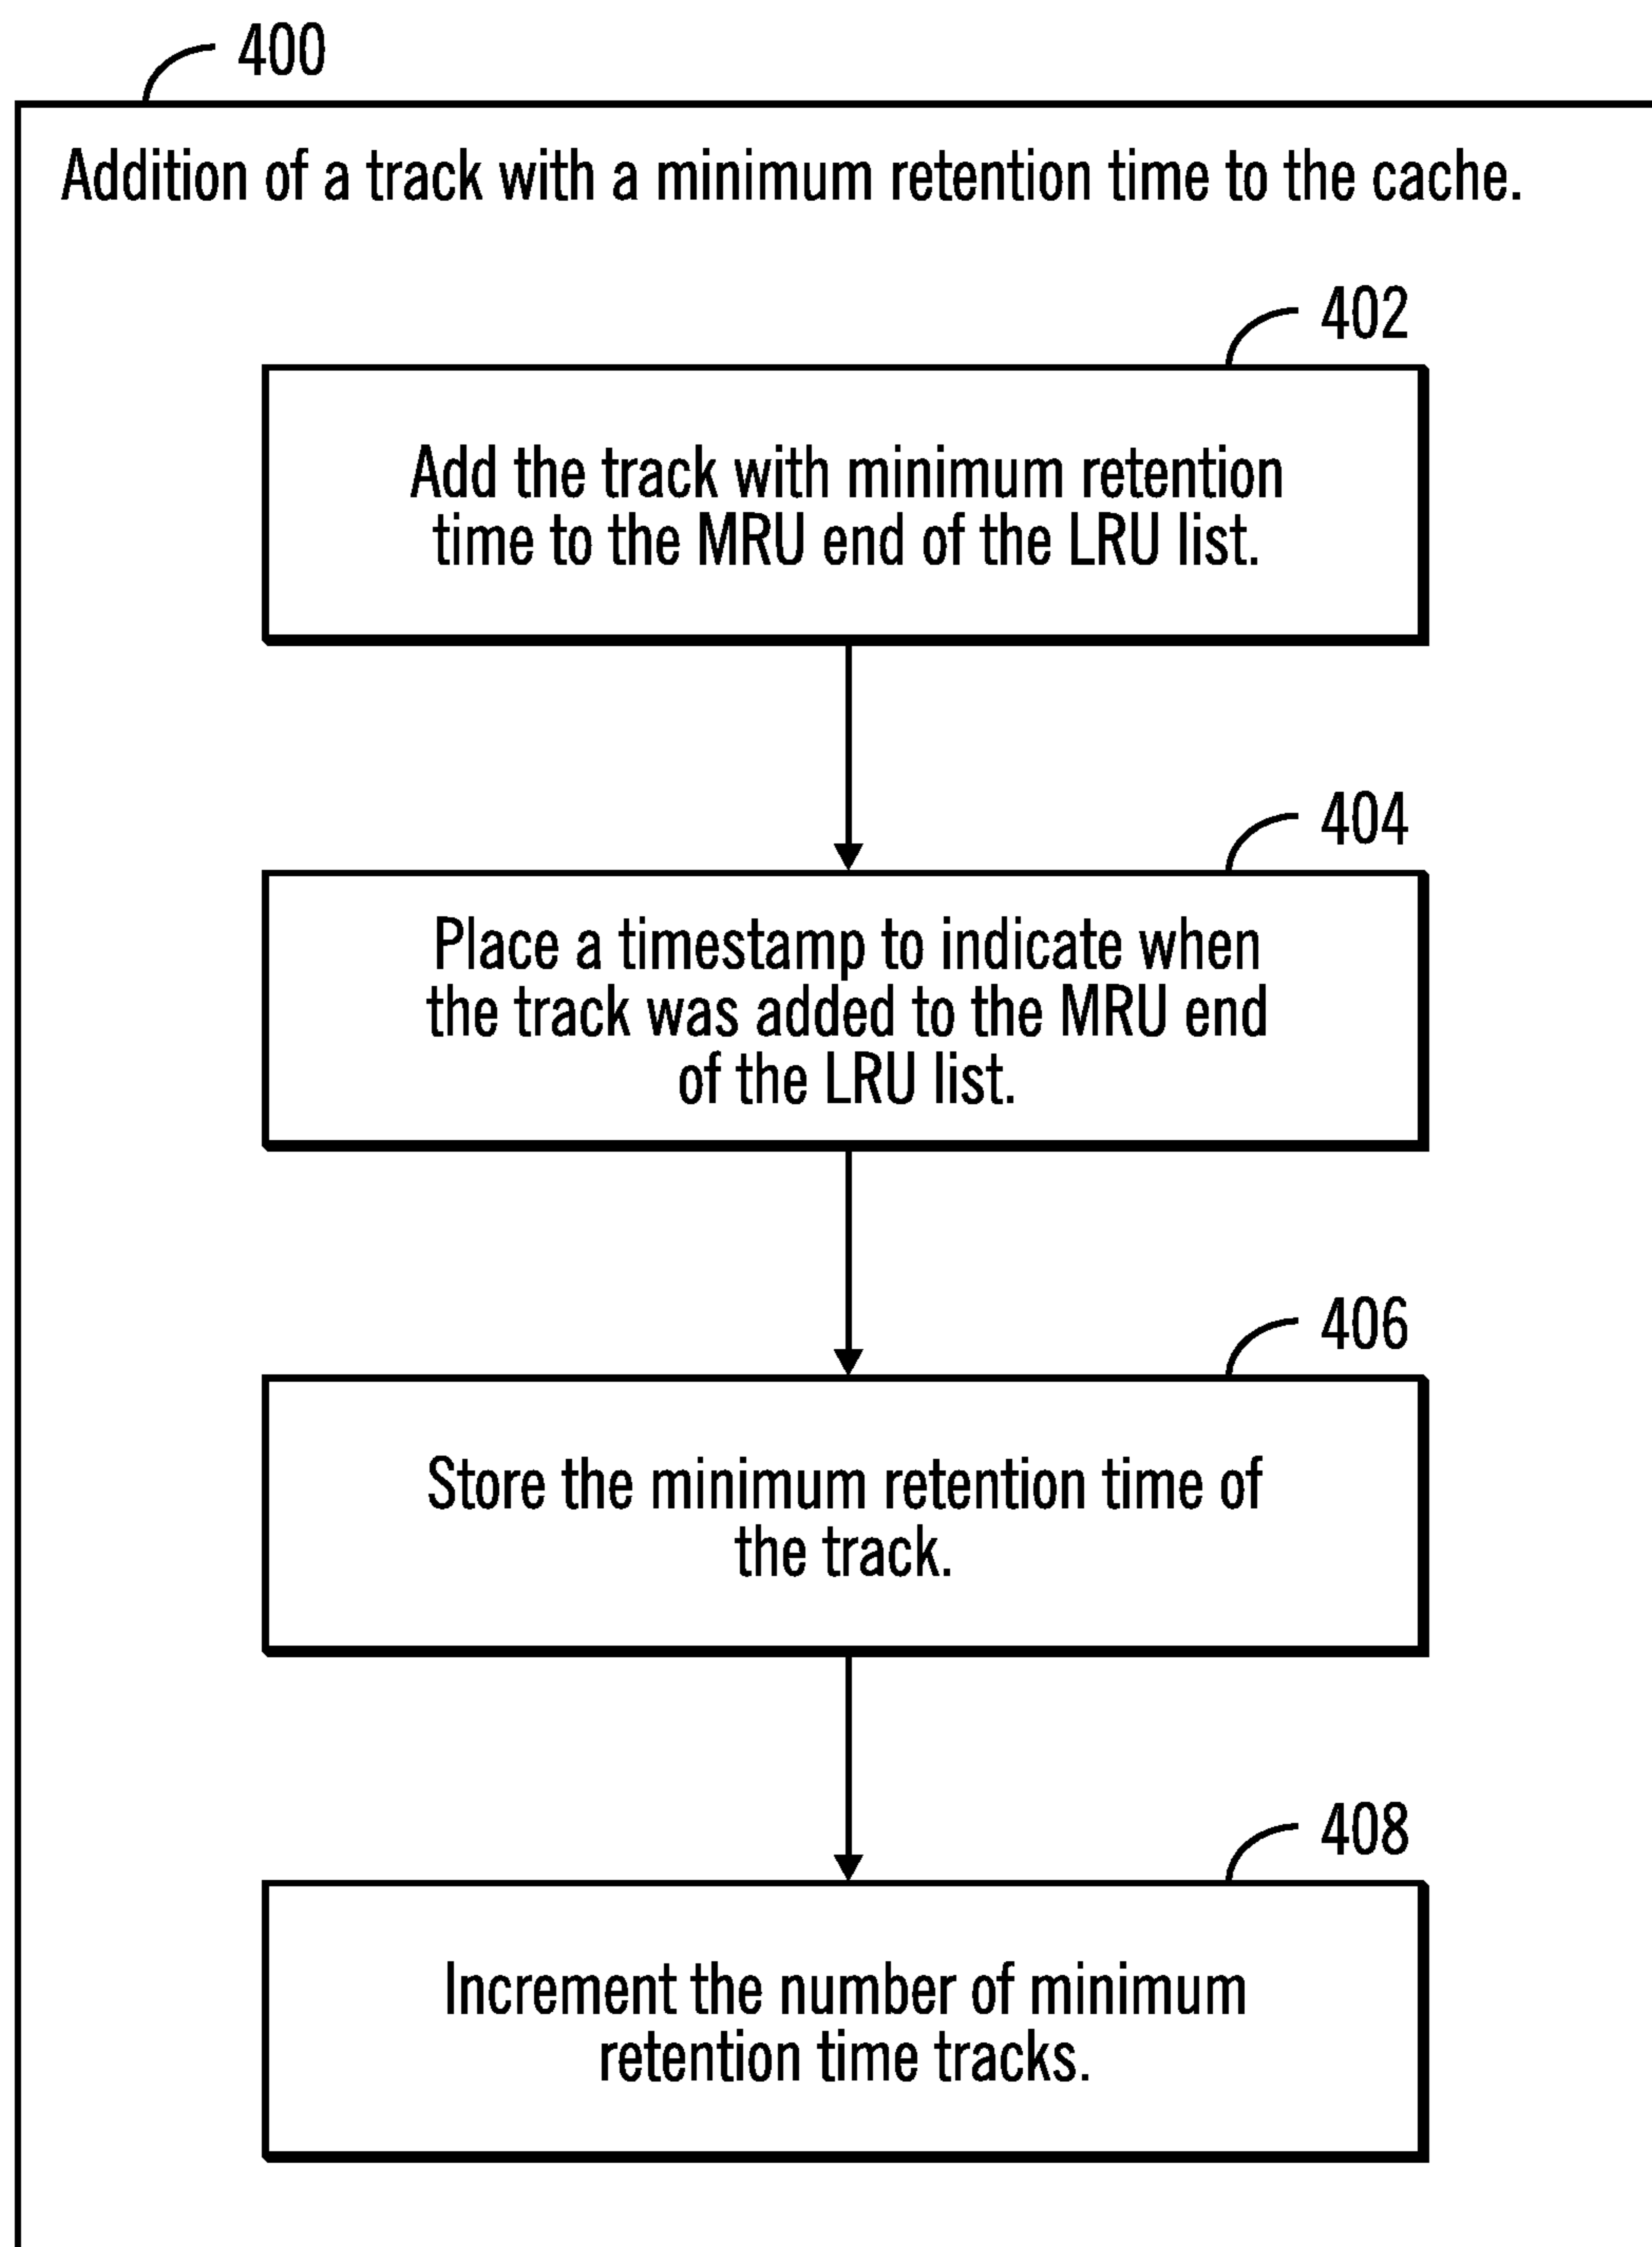 400
Addition of a track with a minimum retention time to the cache.
402
Add the track with minimum retention
time to the MRU end of the LRU list.
404
Place a timestamp to indicate when
the track was added to the MRU end
of the LRU list.
406
Store the minimum retention time of
the track.
408
Increment the number of minimum
retention time tracks.